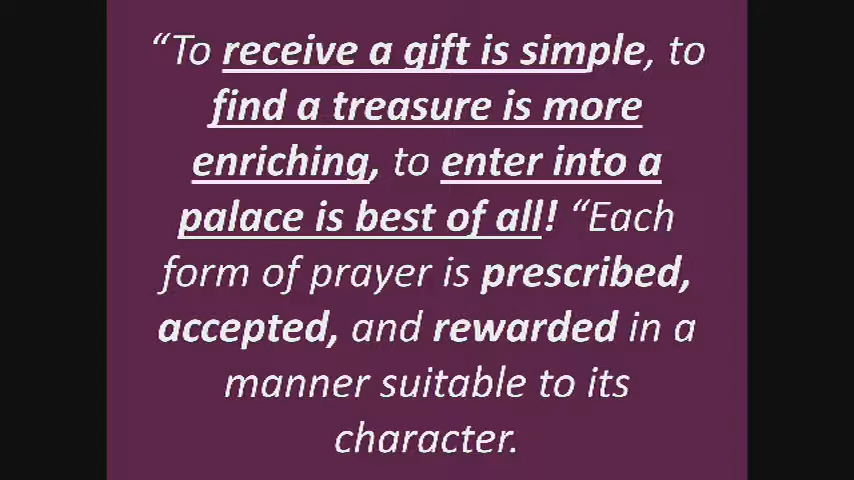 “To receive a gift is simple, to
find a treasure is more
enriching, to enter into a
palace is best of all! “Each
form of prayer is prescribed,
accepted, and rewarded in a
manner suitable to its
character.